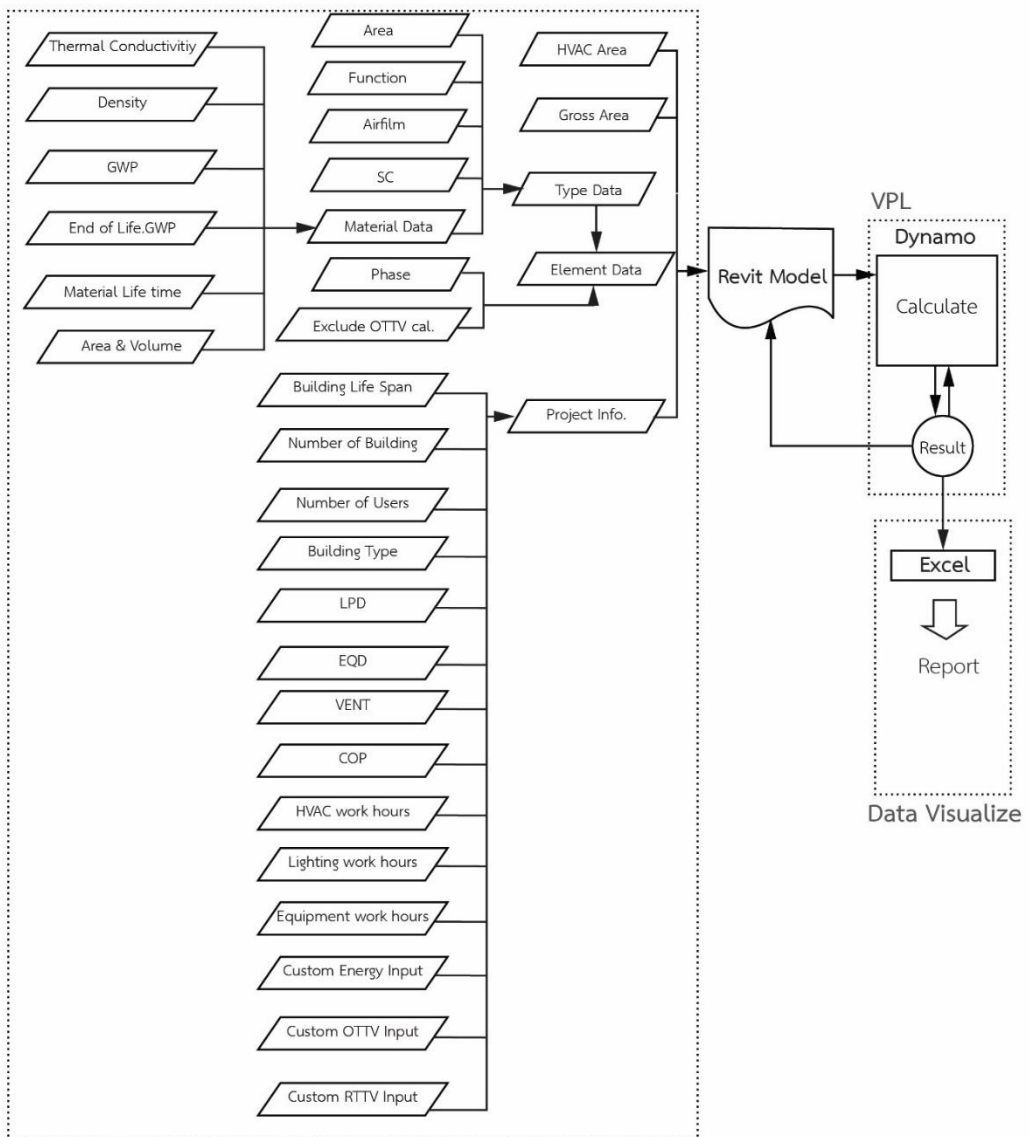 Thermal Conductivitiy
Density
GWP
End of Life.GWP
Material Life time
Area & Volume
Area
Function
Airfilm
SC
Material Data
Phase
Exclude OTTV cal.
HVAC Area
Gross Area
Type Data
Element Data
Building Life Span
Number of Building
Number of Users
Building Type
LPD
EQD
VENT
COP
HVAC work hours
Lighting work hours
Equipment work hours
Custom Energy Input
Custom OTTV Input
Custom RTTV Input
Project Info.
Revit Model
VPL
Dynamo
Calculate
Result
Excel
Report
Data Visualize